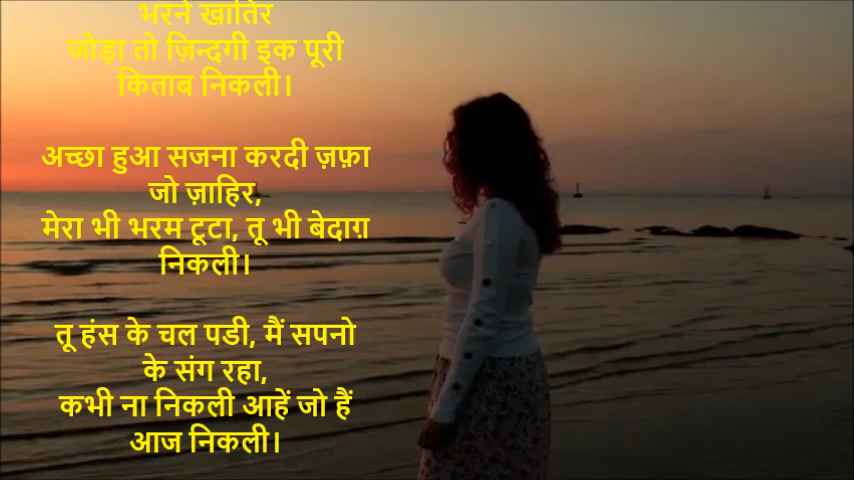 भरने खातिर
जोड़ा तो ज़िन्दगी इक पूरी
किताब निकली।
अच्छा हुआ सजना करदी ज़फ़ा
जो ज़ाहिर,
मेरा भी भरम टूटा, तू भी बेदाग़
निकली।
तू हंस के चल पडी, मैं सपनो
के संग रहा,
कभी ना निकली आहें जो हैं
आज निकली।